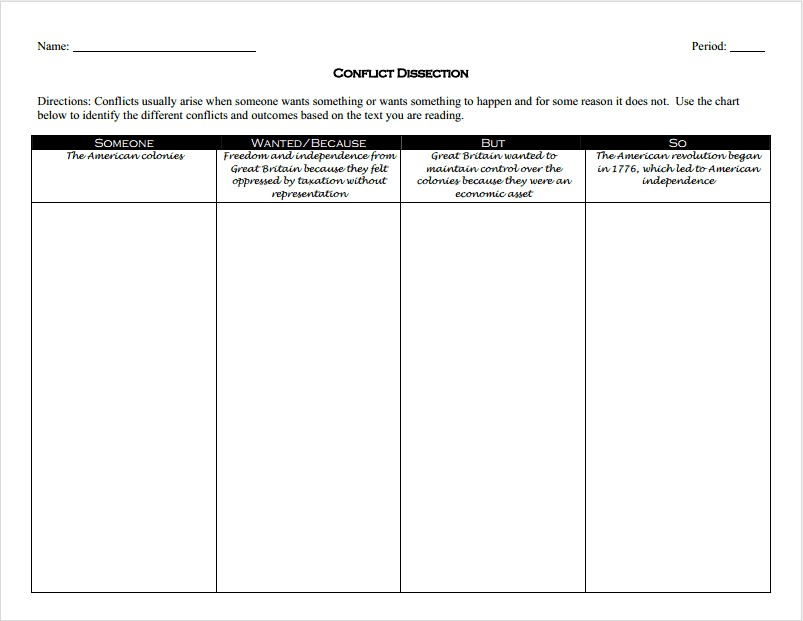 Name: ______________________________ Period: ______
CONFLICT DISSECTION
Directions: Conflicts usually arise when someone wants something or wants something to happen and for some reason it does not.  Use the chart
below to identify the different conflicts and outcomes based on the text you are reading.
SOMEONE
The American colonies
WANTED/BECAUSE
Freedom and independence from
Great Britain because they felt
oppressed by taxation without
representation
BUT
Great Britain wanted to
maintain control over the
colonies because they were an
economic asset
SO
The American revolution began
in 1776, which led to American
independence